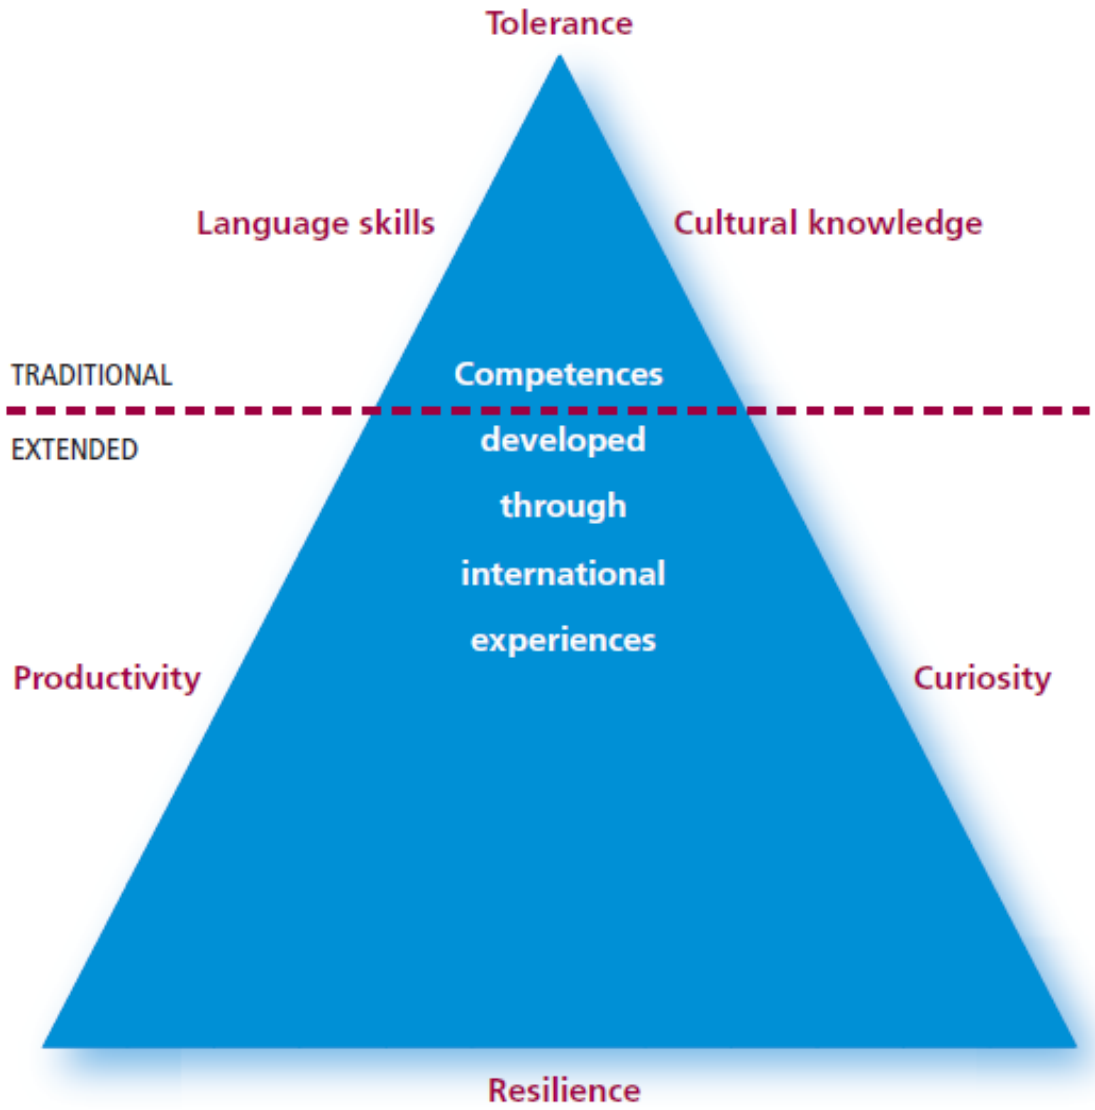 Tolerance
Language skills
Cultural knowledge
TRADITIONAL
Competences
EXTENDED
developed
through
international
experiences
Productivity
Curiosity
Resilience